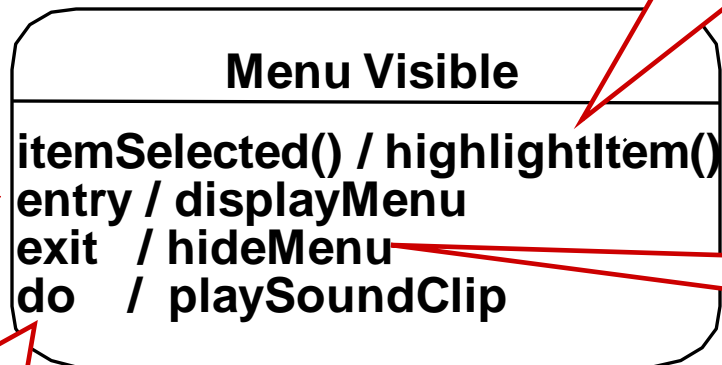 Menu Visible
itemSelected() / highlightItem()
entry / displayMenu
exit / hideMenu
do / playSoundClip